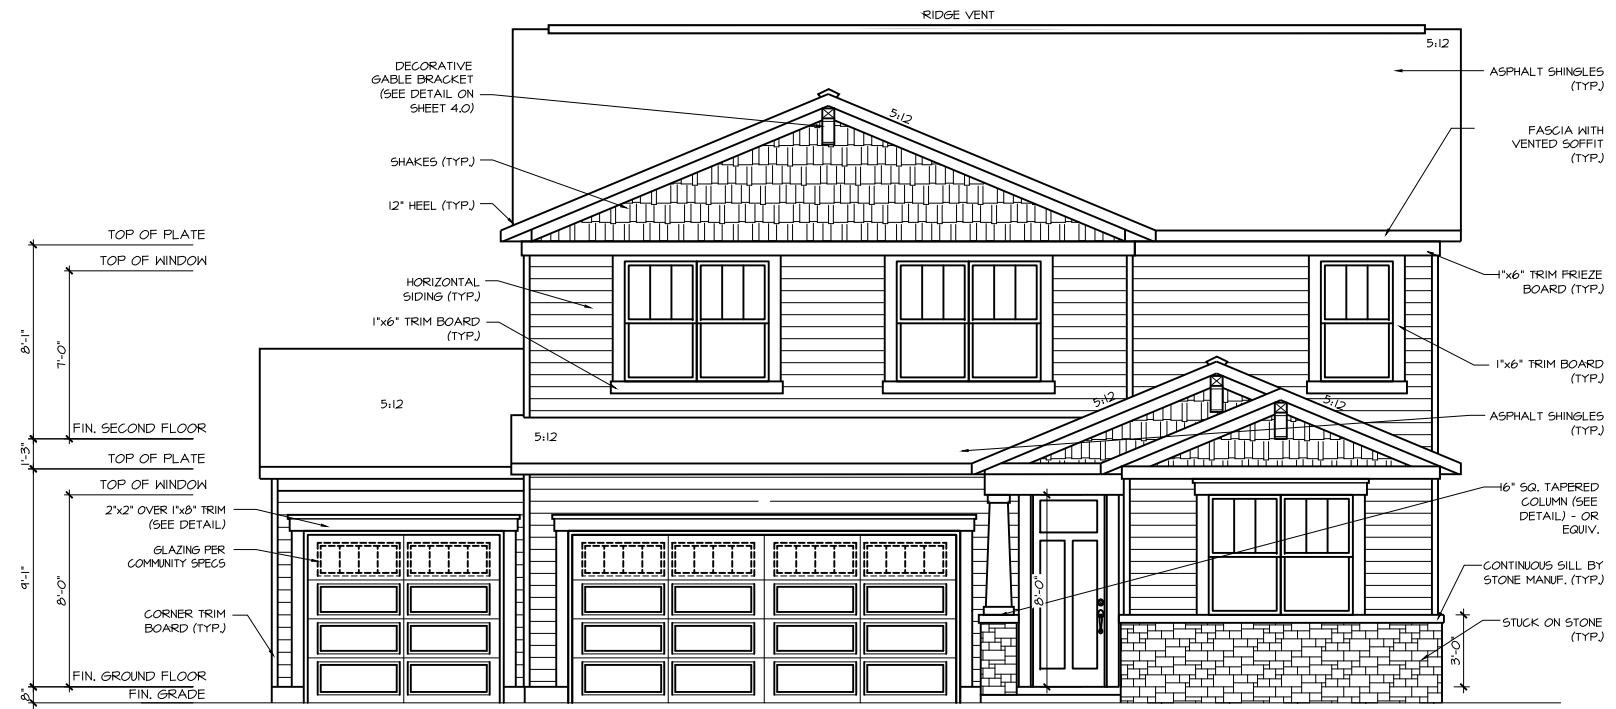 RIDGE VENT
5:12
DECORATIVE
GABLE BRACKET
(SEE DETAIL ON
SHEET 4.0)
ASPHALT SHINGLES
(TYP.)
5:12
FASCIA WITH
VENTED SOFFIT
(TYP.)
SHAKES (TYP.)
12" HEEL (TYP.)
TOP OF PLATE
TOP OF WINDOW
HORIZONTAL
SIDING (TYP.)
1"x6" TRIM FRIEZE
BOARD (TYP.)
1"x6" TRIM BOARD
(TYP.)
8'-1"
7'-0"
1"x6" TRIM BOARD
(TYP.)
5:12
5:12
5:12
ASPHALT SHINGLES
(TYP.)
FIN. SECOND FLOOR
5:12
1'-3"
TOP OF PLATE
TOP OF WINDOW
16" SQ. TAPERED
COLUMN (SEE
DETAIL) - OR
EQUIV.
2"x2" OVER 1"x8" TRIM
(SEE DETAIL)
GLAZING PER
COMMUNITY SPECS
9'-1"
8'-0"
8'-0"
CONTINUOUS SILL BY
STONE MANUF. (TYP.)
CORNER TRIM
BOARD (TYP.)
STUCK ON STONE
(TYP.)
3'-0"
FIN. GROUND FLOOR
FIN. GRADE
8"